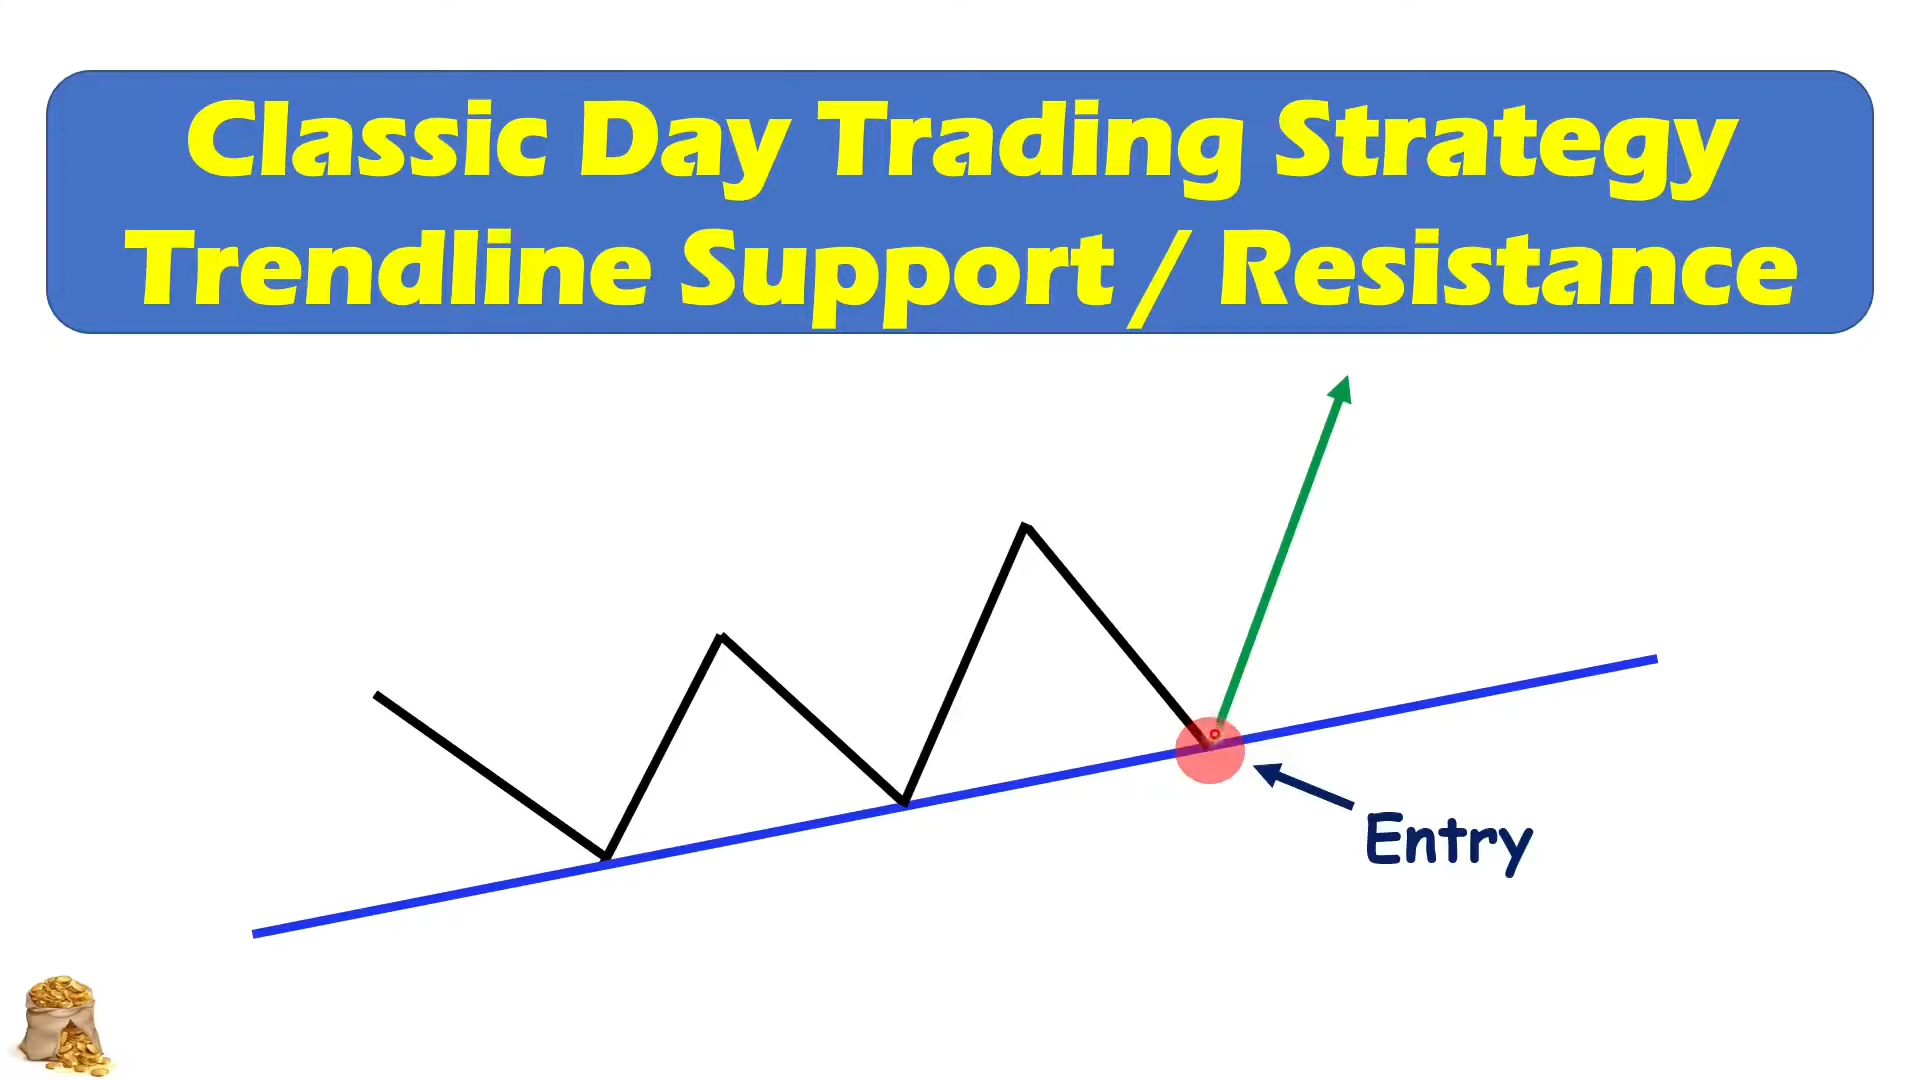 Classic Day Trading Strategy
Trendline Support / Resistance
Entry